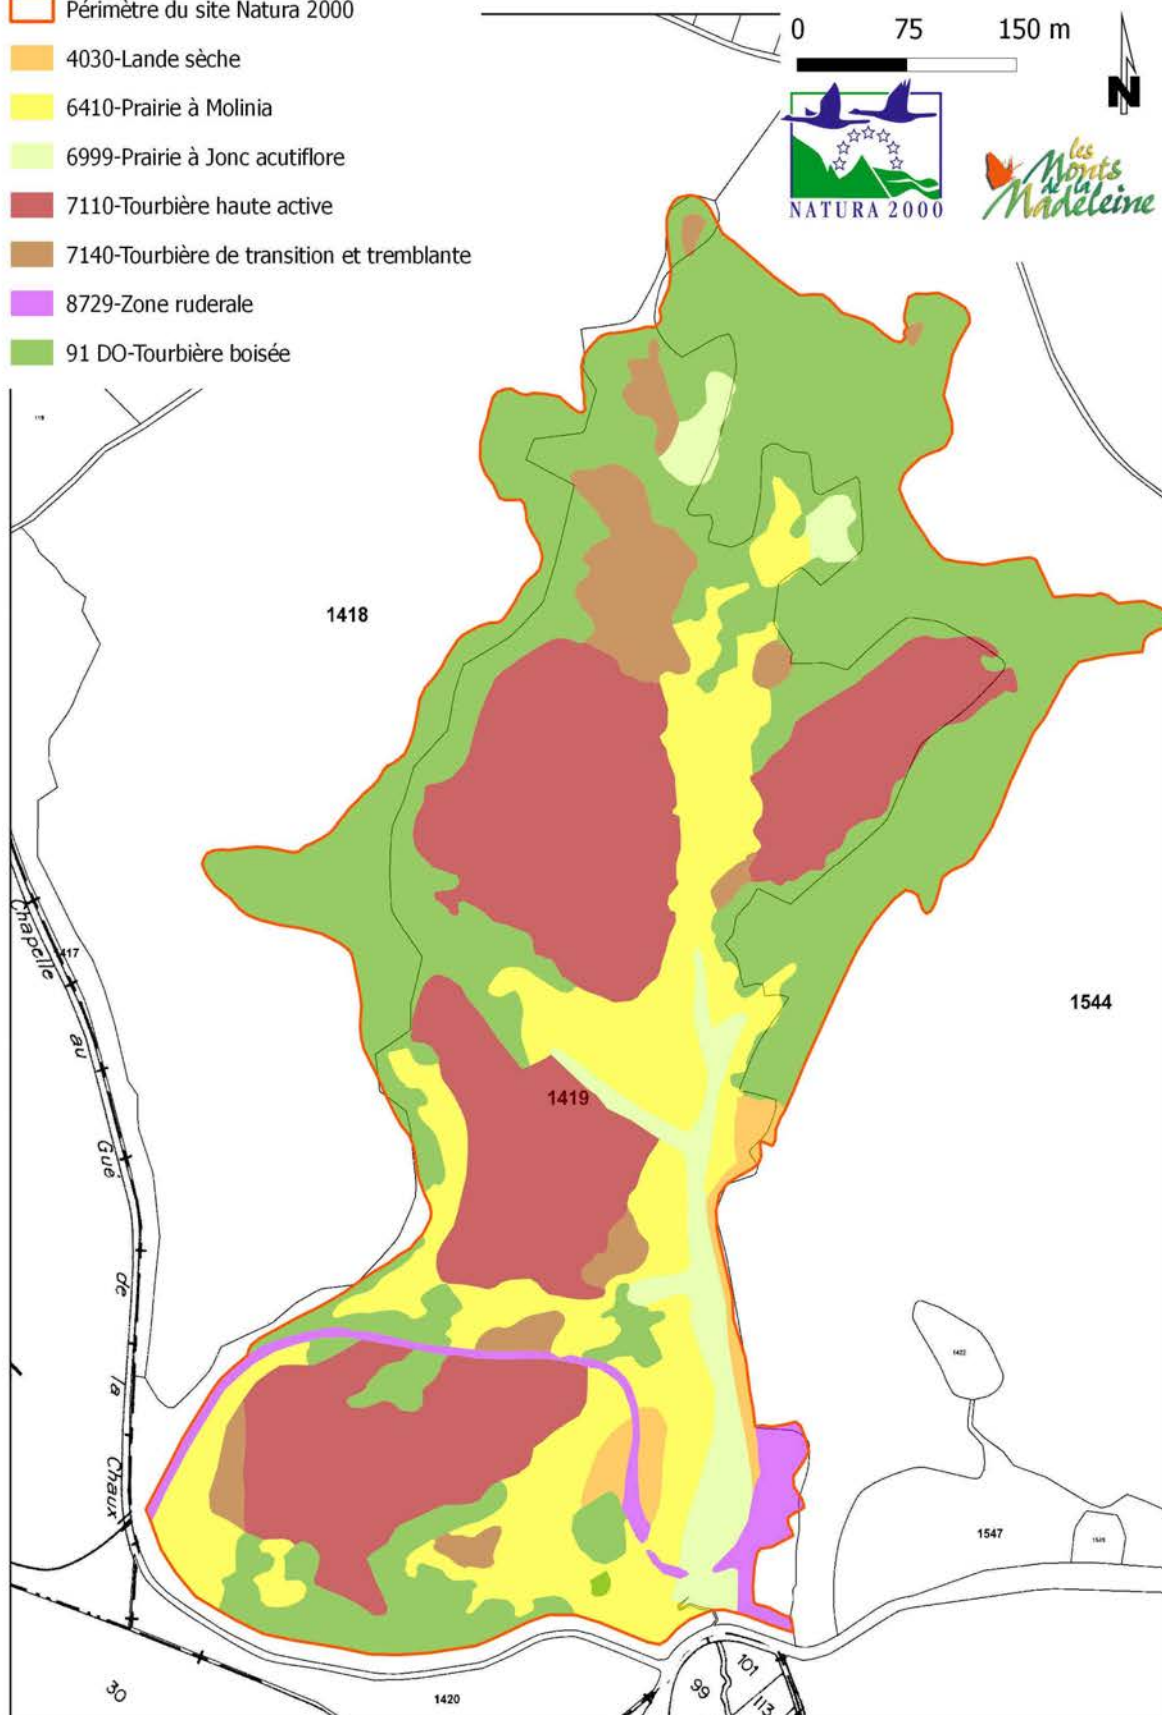 Périmètre du site Natura 2000
4030-Lande sèche
6410-Prairie à Molinia
6999-Prairie à Jonc acutiflore
7110-Tourbière haute active
7140-Tourbière de transition et tremblante
8729-Zone ruderale
91 DO-Tourbière boisée
0 75 150 m
N
NATURA 2000
les
Monts
de la
Madeleine
1418
1544
1419
417
Chapelle
au
Gué
de
la
Chaux
1422
1547
30
1420
99
101
113